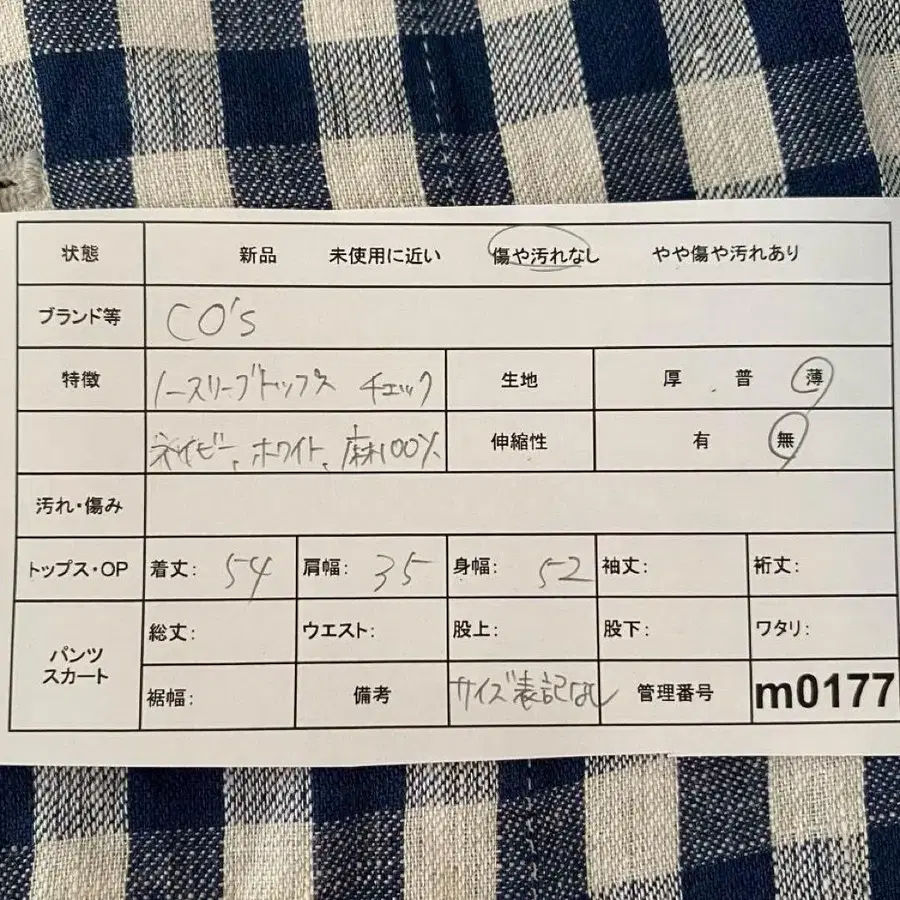 状態 新品 未使用に近い 傷や汚れなし やや傷や汚れあり
ブランド等 CO's
特徴 ノースリーブトップス チェック 生地 厚 普 薄
ネイビー、ホワイト、麻100% 伸縮性 有 無
汚れ・傷み
トップス・OP 着丈: 54 肩幅: 35 身幅: 52 袖丈: 裄丈:
パンツ
スカート
総丈: ウエスト: 股上: 股下: ワタリ:
裾幅: 備考 サイズ表記なし 管理番号 m0177